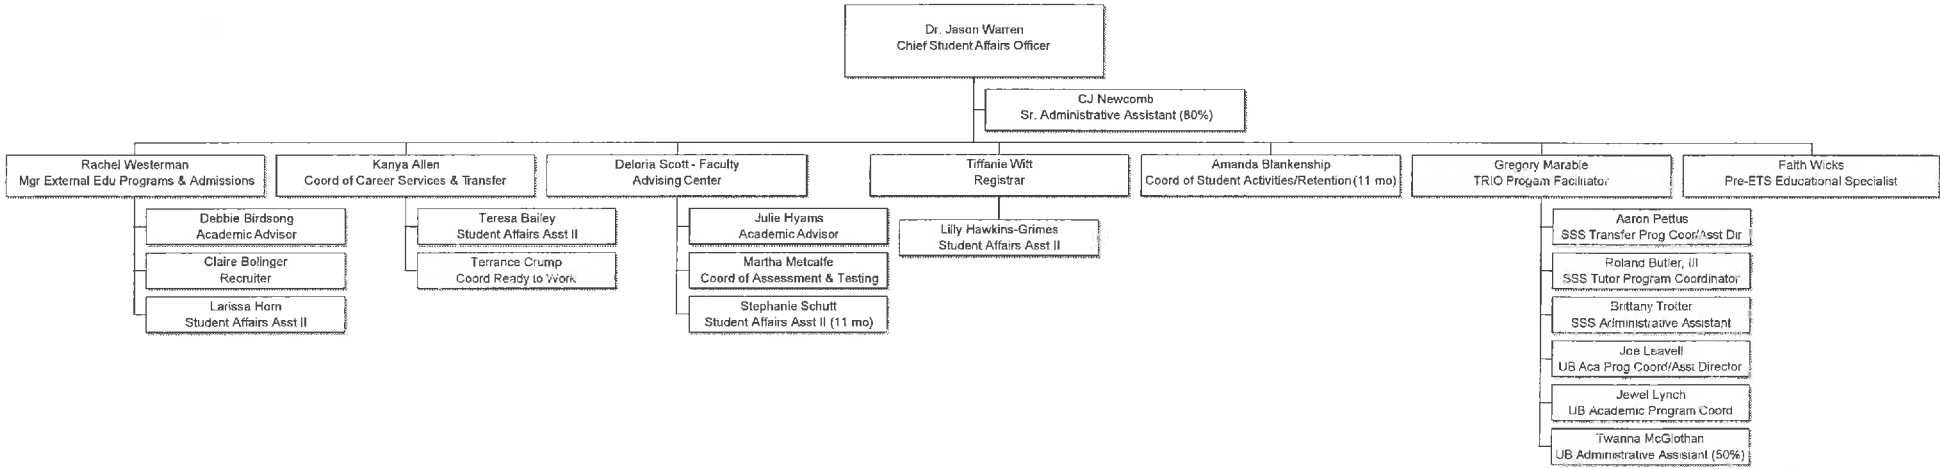 Dr. Jason Warren
Chief Student Affairs Officer
CJ Newcomb
Sr. Administrative Assistant (80%)
Rachel Westerman
Mgr External Edu Programs & Admissions
Debbie Birdsong
Academic Advisor
Claire Bolinger
Recruiter
Larissa Horn
Student Affairs Asst II
Kanya Allen
Coord of Career Services & Transfer
Teresa Bailey
Student Affairs Asst II
Terrance Crump
Coord Ready to Work
Deloria Scott - Faculty
Advising Center
Julie Hyams
Academic Advisor
Martha Metcalfe
Coord of Assessment & Testing
Stephanie Schutt
Student Affairs Asst II (11 mo)
Tiffanie Witt
Registrar
Lilly Hawkins-Grimes
Student Affairs Asst II
Amanda Blankenship
Coord of Student Activities/Retention (11 mo)
Gregory Marable
TRIO Progam Facilitator
Aaron Pettus
SSS Transfer Prog Coor/Asst Dir
Roland Butler, III
SSS Tutor Program Coordinator
Brittany Trotter
SSS Administrative Assistant
Joe Leavell
UB Aca Prog Coord/Asst Director
Jewel Lynch
UB Academic Program Coord
Twanna McGlothan
UB Administrative Assistant (50%)
Faith Wicks
Pre-ETS Educational Specialist